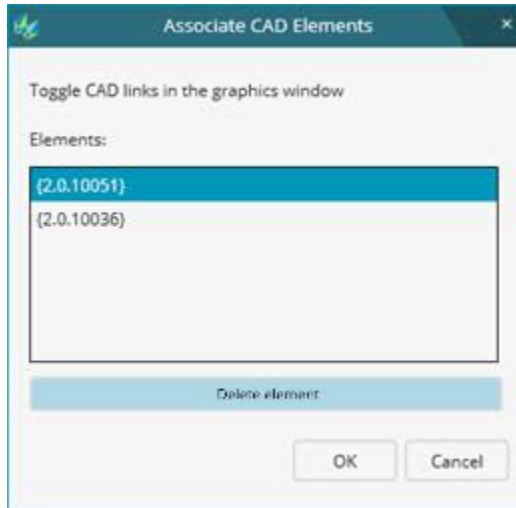 Associate CAD Elements
Toggle CAD links in the graphics window
Elements:
{2.0.10051}
{2.0.10036}
Delete element
OK
Cancel